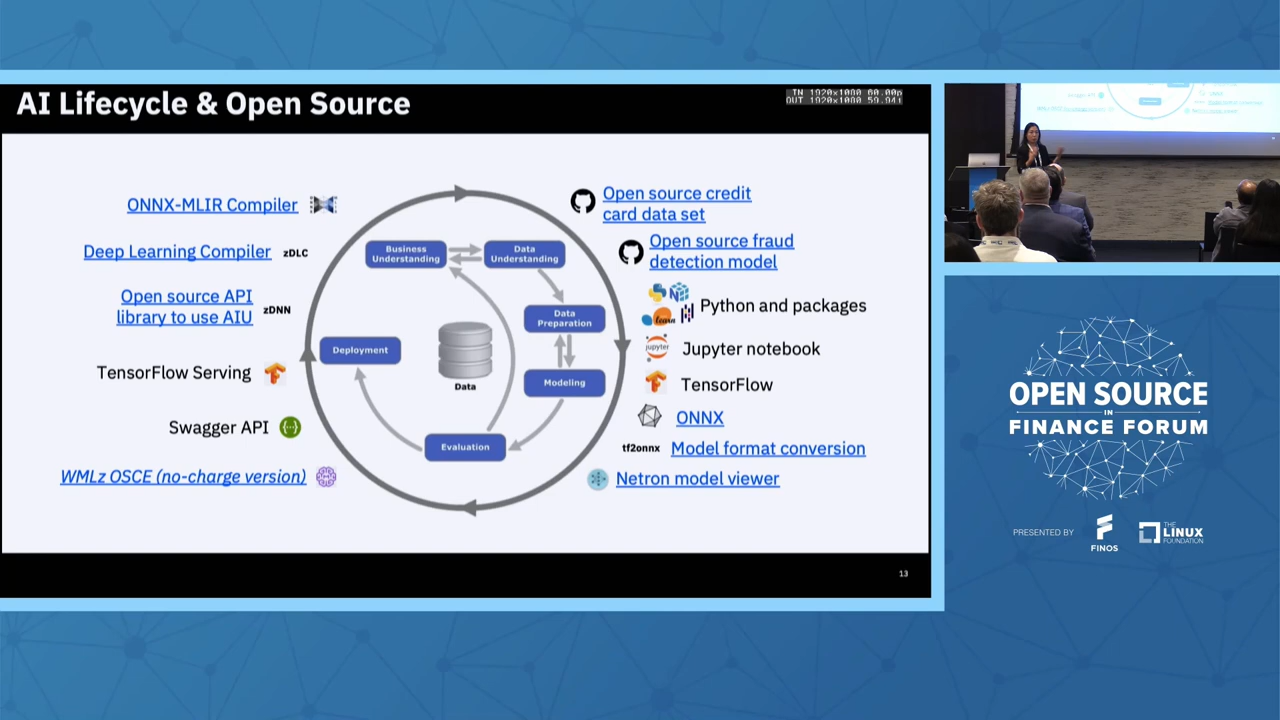 AI Lifecycle & Open Source
IN 1920x1080 60.00p
OUT 1920x1080 59.94i
ONNX-MLIR Compiler
Deep Learning Compiler zDLC
Open source API
library to use AIU
zDNN
TensorFlow Serving
Swagger API
WMLz OSCE (no-charge version)
Business
Understanding
Data
Understanding
Data
Preparation
Modeling
Evaluation
Deployment
Data
Open source credit
card data set
Open source fraud
detection model
learn
Python and packages
jupyter
Jupyter notebook
TensorFlow
ONNX
tf2onnx Model format conversion
Netron model viewer
13
OPEN SOURCE
IN
FINANCE FORUM
PRESENTED BY
FINOS
THE
LINUX
FOUNDATION